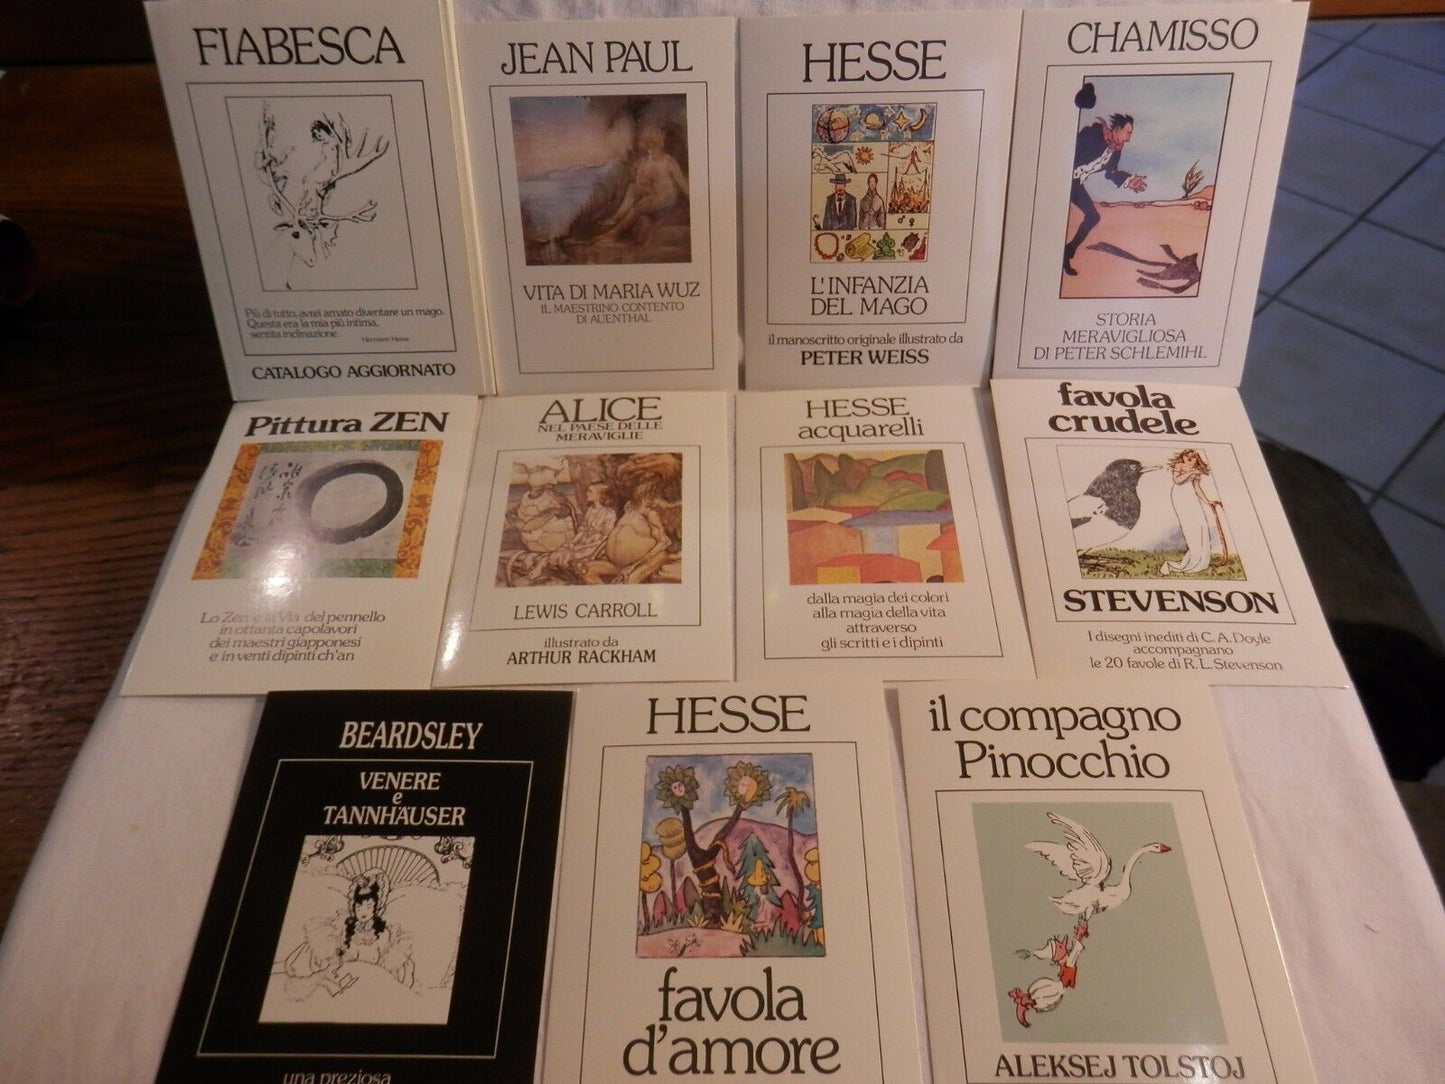 FIABESCA
Più di tutto, avrei amato diventare un mago.
Questa era la mia più intima,
sentita inclinazione.
Hermann Hesse
CATALOGO AGGIORNATO
JEAN PAUL
VITA DI MARIA WUZ
IL MAESTRINO CONTENTO
DI AUENTHAL
HESSE
L'INFANZIA
DEL MAGO
il manoscritto originale illustrato da
PETER WEISS
CHAMISSO
STORIA
MERAVIGLIOSA
DI PETER SCHLEMIHL
Pittura ZEN
Lo Zen e la Via del pennello
in ottanta capolavori
dei maestri giapponesi
e in venti dipinti ch'an
ALICE
NEL PAESE DELLE
MERAVIGLIE
LEWIS CARROLL
illustrato da
ARTHUR RACKHAM
HESSE
acquarelli
dalla magia dei colori
alla magia della vita
attraverso
gli scritti e i dipinti
favola
crudele
STEVENSON
I disegni inediti di C. A. Doyle
accompagnano
le 20 favole di R. L. Stevenson
BEARDSLEY
VENERE
e
TANNHÄUSER
una preziosa
HESSE
favola
d'amore
il compagno
Pinocchio
ALEKSEJ TOLSTOJ